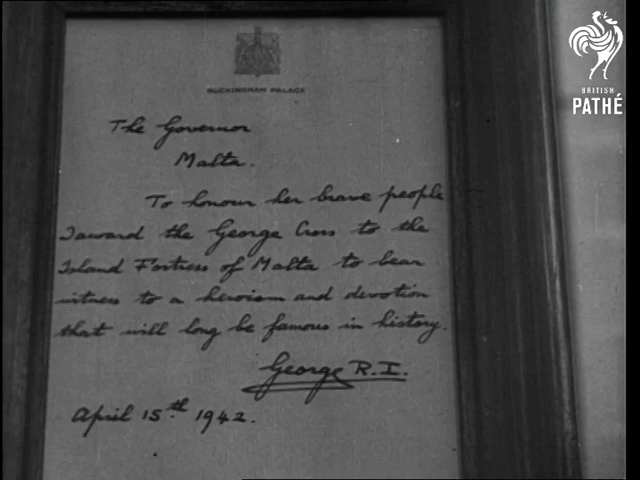 BRITISH
PATHÉ
BUCKINGHAM PALACE
The Governor
Malta.
To honour her brave people
I award the George Cross to the
Island Fortress of Malta to bear
witness to a heroism and devotion
that will long be famous in history.
George R.I.
April 15th 1942.